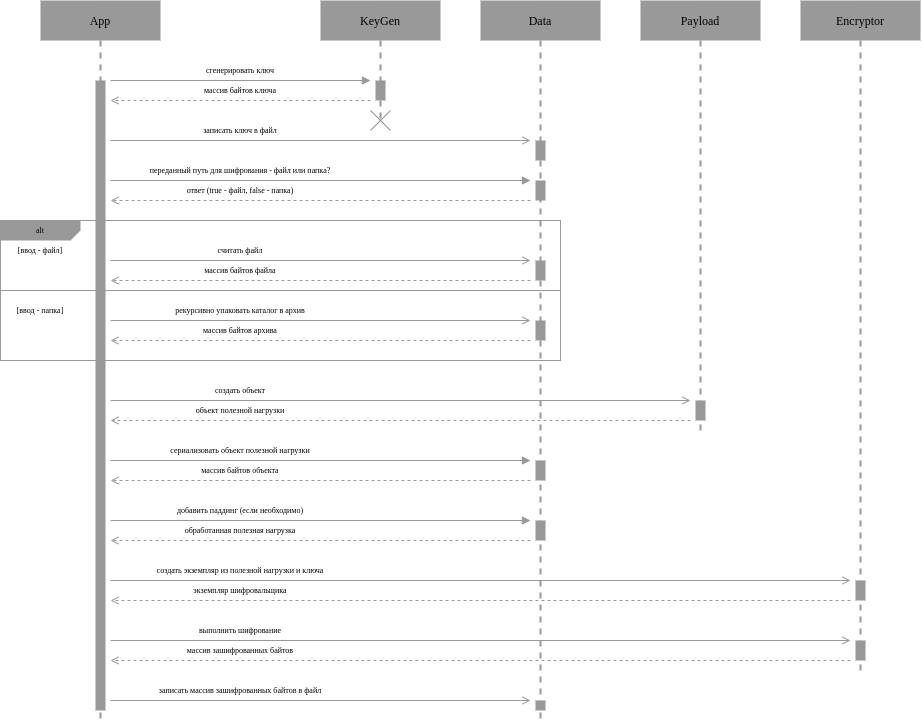 App
KeyGen
Data
Payload
Encryptor
сгенерировать ключ
массив байтов ключа
записать ключ в файл
переданный путь для шифрования - файл или папка?
ответ (true - файл, false - папка)
alt
[ввод - файл]
считать файл
массив байтов файла
[ввод - папка]
рекурсивно упаковать каталог в архив
массив байтов архива
создать объект
объект полезной нагрузки
сериализовать объект полезной нагрузки
массив байтов объекта
добавить паддинг (если необходимо)
обработанная полезная нагрузка
создать экземпляр из полезной нагрузки и ключа
экземпляр шифровальщика
выполнить шифрование
массив зашифрованных байтов
записать массив зашифрованных байтов в файл